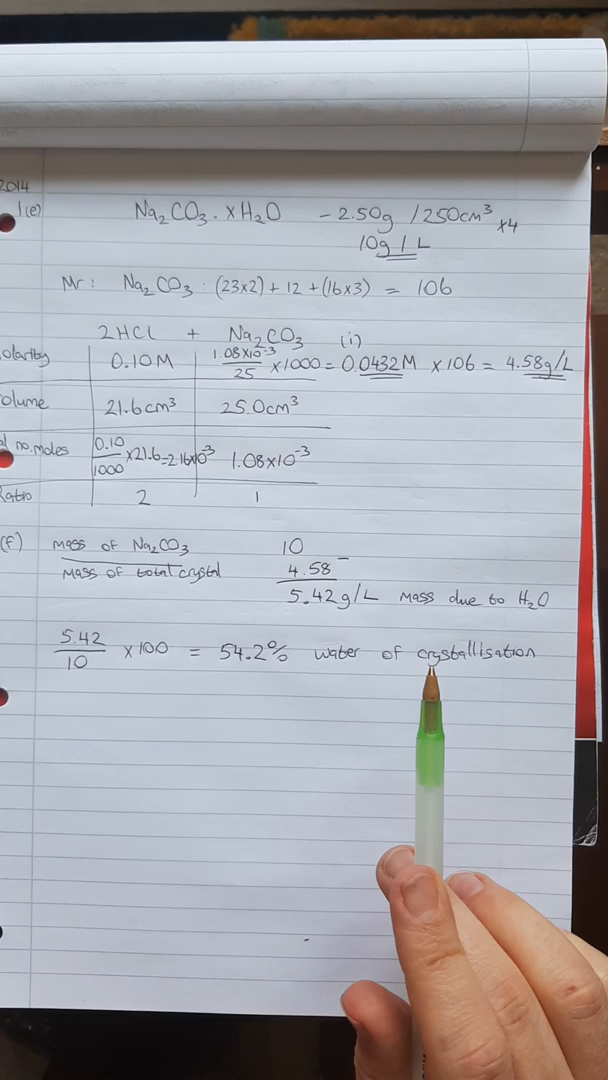 2014
1(e) Na₂CO₃ . xH₂O - 2.50g / 250cm³ x4
10g / L
Mr: Na₂CO₃ : (23x2) + 12 + (16x3) = 106
2HCl + Na₂CO₃ (i)
olarity 0.10M 1.08x10⁻³/25 x1000 = 0.0432M x106 = 4.58g/L
olume 21.6cm³ 25.0cm³
no. moles 0.10/1000 x21.6=2.16x10⁻³ 1.08x10⁻³
Ratio 2 1
(f) mass of Na₂CO₃ 10
mass of total crystal 4.58 -
5.42g/L mass due to H₂O
5.42/10 x100 = 54.2% water of crystallisation